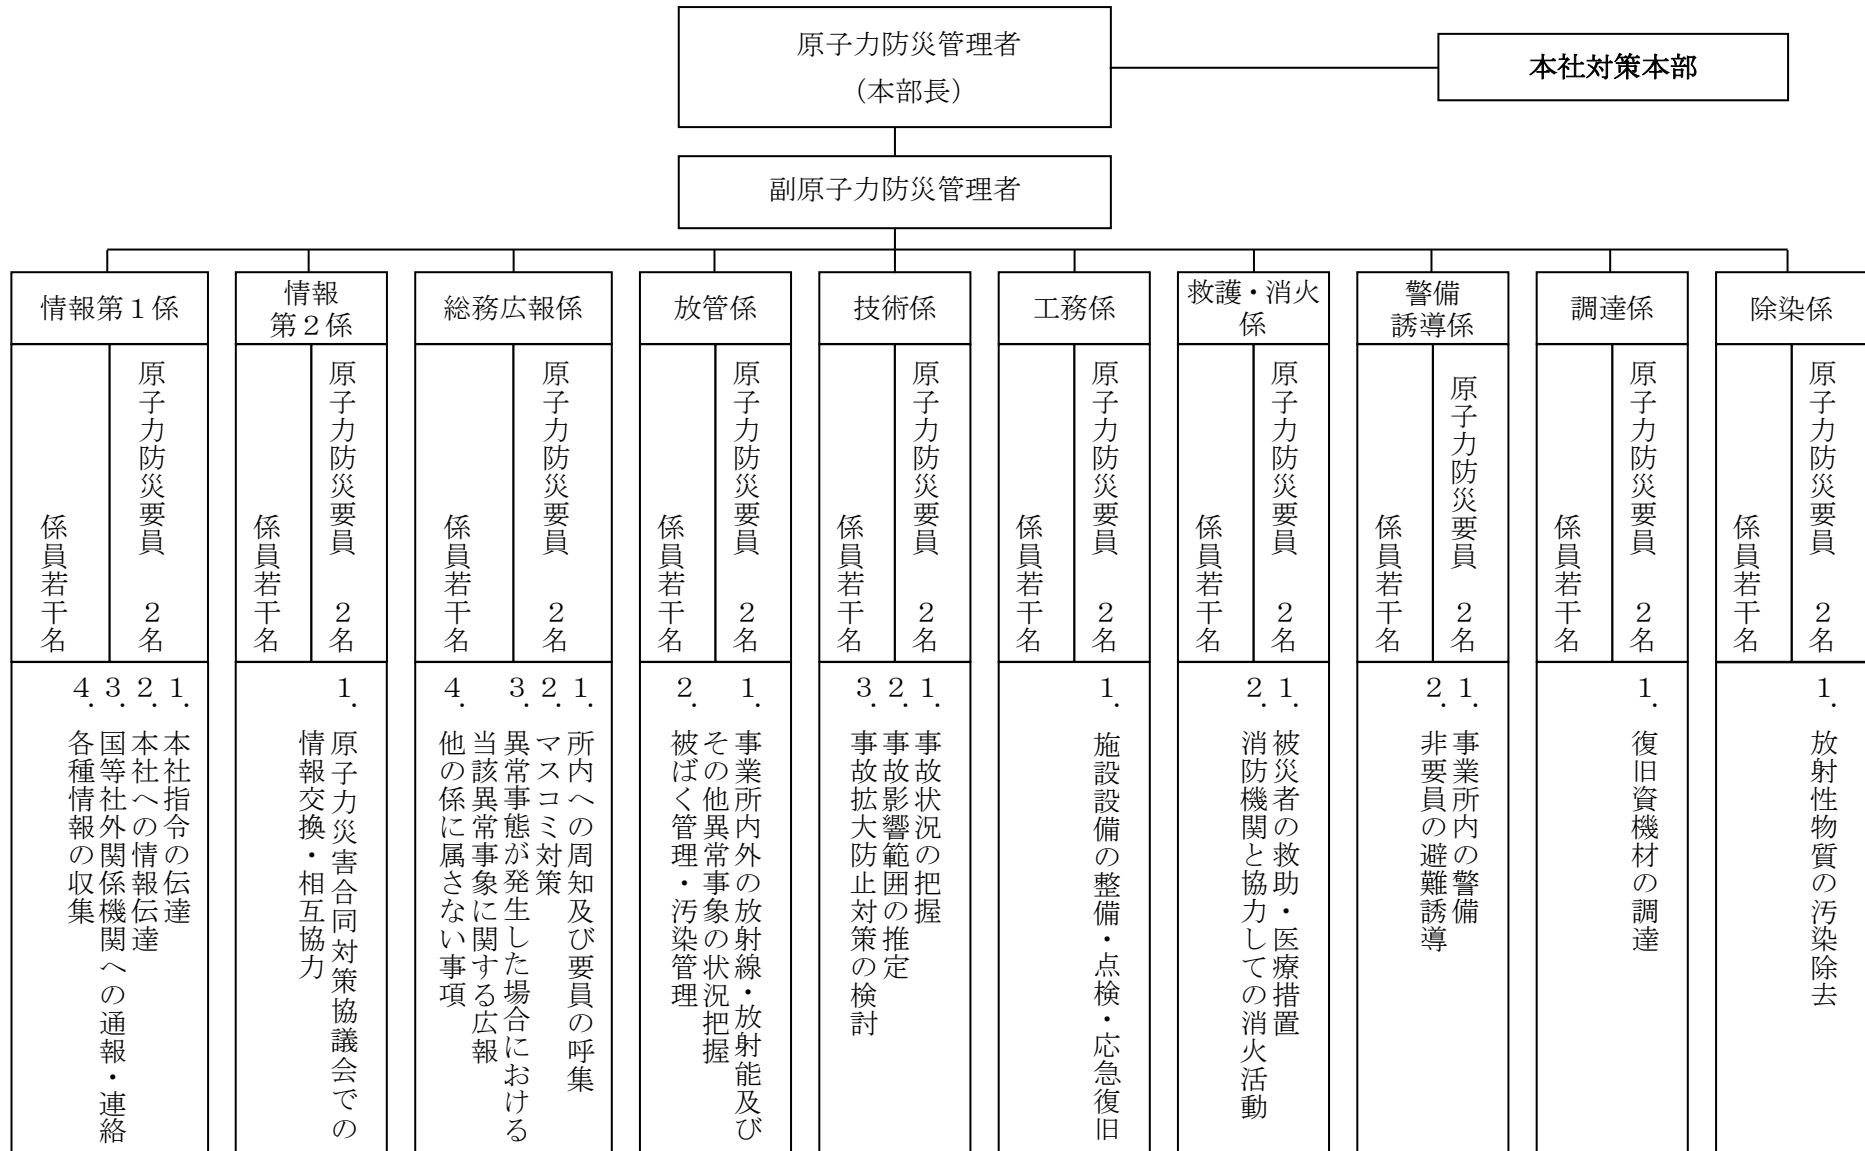 原子力防災管理者
（本部長）
本社対策本部
副原子力防災管理者
情報第１係
原子力防災要員　２名
係員若干名
１．本社指令の伝達
２．本社への情報伝達
３．国等社外関係機関への通報・連絡
４．各種情報の収集
情報
第２係
原子力防災要員　２名
係員若干名
１．原子力災害合同対策協議会での
情報交換・相互協力
総務広報係
原子力防災要員　２名
係員若干名
１．所内への周知及び要員の呼集
２．マスコミ対策
３．異常事態が発生した場合における
当該異常事象に関する広報
４．他の係に属さない事項
放管係
原子力防災要員　２名
係員若干名
１．事業所内外の放射線・放射能及び
その他異常事象の状況把握
２．被ばく管理・汚染管理
技術係
原子力防災要員　２名
係員若干名
１．事故状況の把握
２．事故影響範囲の推定
３．事故拡大防止対策の検討
工務係
原子力防災要員　２名
係員若干名
１．施設設備の整備・点検・応急復旧
救護・消火
係
原子力防災要員　２名
係員若干名
１．被災者の救助・医療措置
２．消防機関と協力しての消火活動
警備
誘導係
原子力防災要員　２名
係員若干名
１．事業所内の警備
２．非要員の避難誘導
調達係
原子力防災要員　２名
係員若干名
１．復旧資機材の調達
除染係
原子力防災要員　２名
係員若干名
１．放射性物質の汚染除去